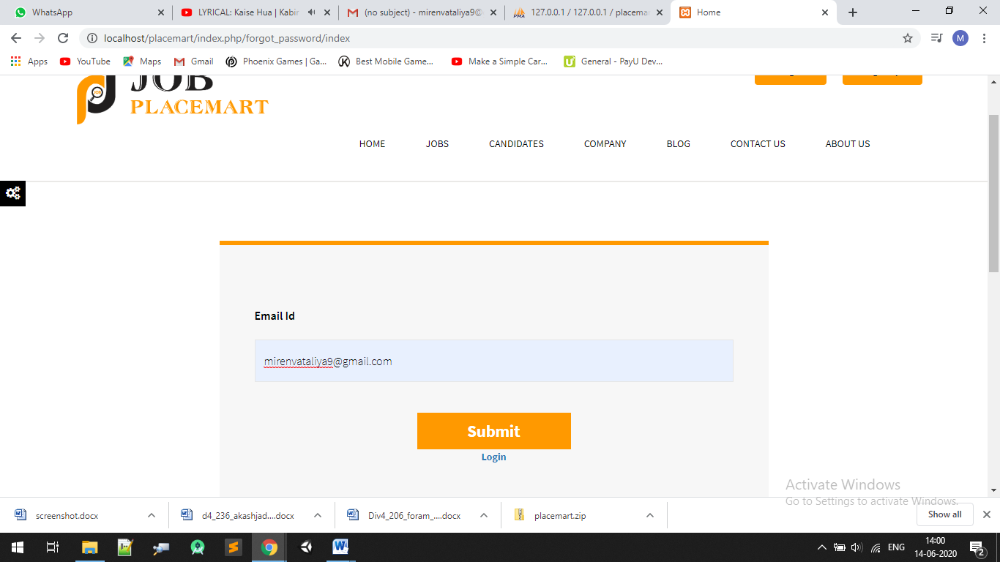 WhatsApp
LYRICAL: Kaise Hua | Kabir
(no subject) - mirenvataliya9@
127.0.0.1 / 127.0.0.1 / placemar
Home
localhost/placemart/index.php/forgot_password/index
M
Apps
YouTube
Maps
Gmail
Phoenix Games | Ga...
Best Mobile Game...
Make a Simple Car...
General - PayU Dev...
JOB
PLACEMART
HOME
JOBS
CANDIDATES
COMPANY
BLOG
CONTACT US
ABOUT US
Email Id
mirenvataliya9@gmail.com
Submit
Login
Activate Windows
Go to Settings to activate Windows.
screenshot.docx
d4_236_akashjad....docx
Div4_206_foram_....docx
placemart.zip
Show all
ENG
14:00
14-06-2020
2